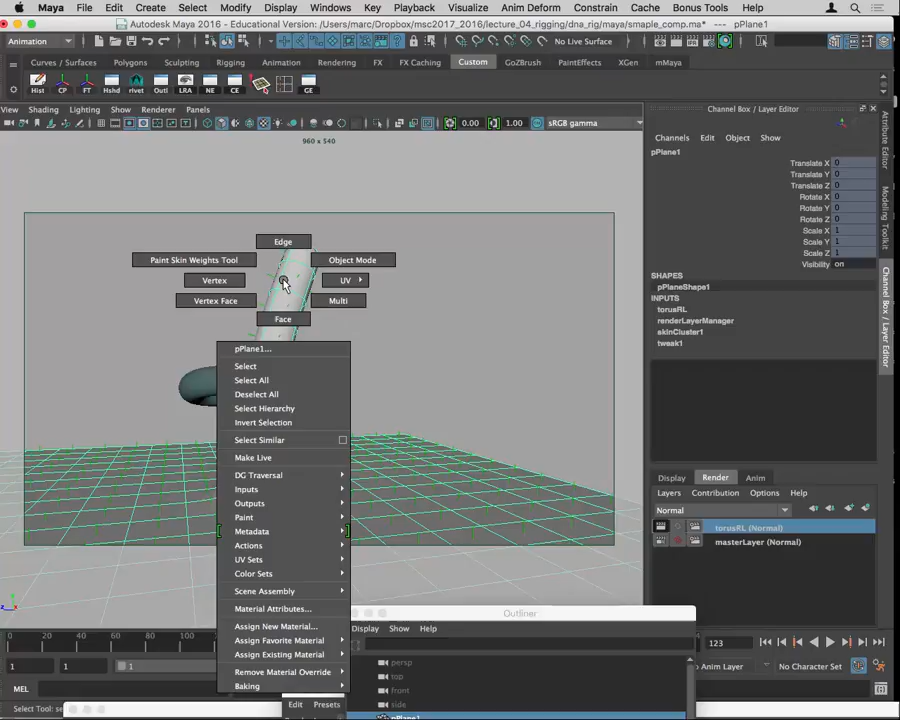 Maya File Edit Create Select Modify Display Windows Mesh Edit Mesh Playback Visualize Anim Deform Constrain Cache Bonus Tools
Autodesk Maya 2016 - Educational Version: /Users/marc/Dropbox/msc2017_2016/lecture_04_rigging/dna_rig/maya/smaple_comp.ma* --- pPlane1
Animation
No Live Surface
Curves / Surfaces Polygons Sculpting Rigging Animation Rendering FX FX Caching Custom GoZBrush PaintEffects XGen mMaya
Hist CP FT Hshd rivet Outl LRA NE CE GE
View Shading Lighting Show Renderer Panels
0.00 1.00 sRGB gamma
960 x 540
Edge
Paint Skin Weights Tool Object Mode
Vertex UV
Vertex Face Multi
Face
pPlane1...
Select
Select All
Deselect All
Select Hierarchy
Invert Selection
Select Similar
Make Live
DG Traversal
Inputs
Outputs
Paint
Metadata
Actions
UV Sets
Color Sets
Scene Assembly
Material Attributes...
Assign New Material...
Assign Favorite Material
Assign Existing Material
Remove Material Override
Baking
Channel Box / Layer Editor
Channels Edit Object Show
pPlane1
Translate X 0
Translate Y 0
Translate Z 0
Rotate X 0
Rotate Y 0
Rotate Z 0
Scale X 1
Scale Y 1
Scale Z 1
Visibility on
SHAPES
pPlaneShape1
INPUTS
torusRL
renderLayerManager
skinCluster1
tweak1
Attribute Editor
Modeling Toolkit
Channel Box / Layer Editor
Display Render Anim
Layers Contribution Options Help
Normal
torusRL (Normal)
masterLayer (Normal)
Outliner
Display Show Help
persp
top
front
side
pPlane1
0 10 20 30 40
123
1 1 1
No Character Set
MEL
Select Tool:
Edit Presets